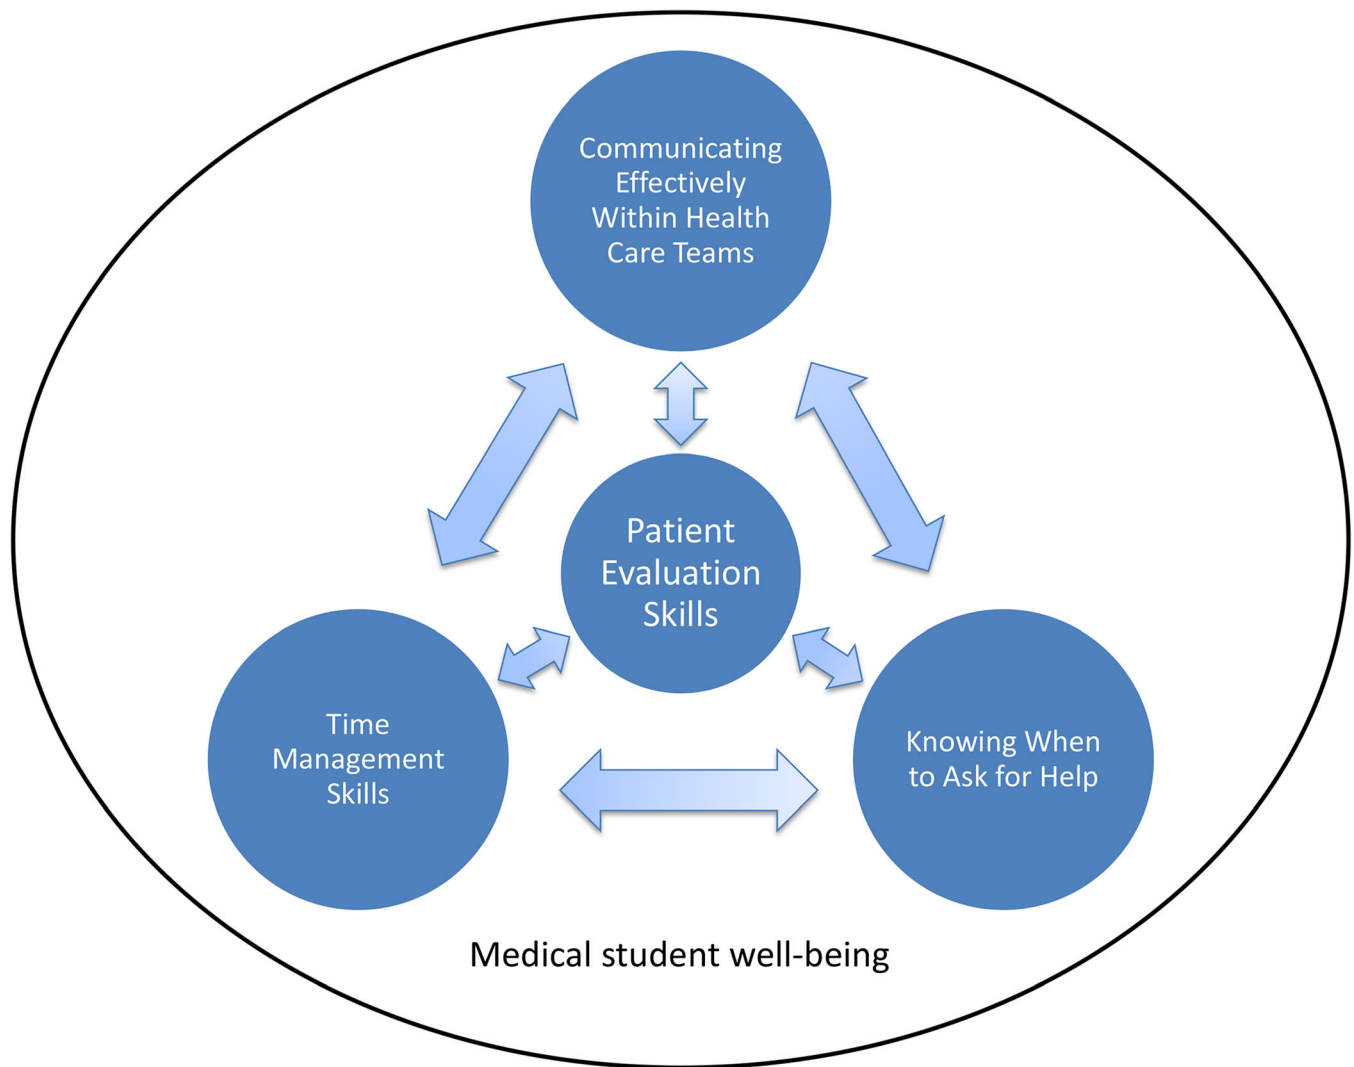 Communicating
Effectively
Within Health
Care Teams
Patient
Evaluation
Skills
Time
Management
Skills
Knowing When
to Ask for Help
Medical student well-being